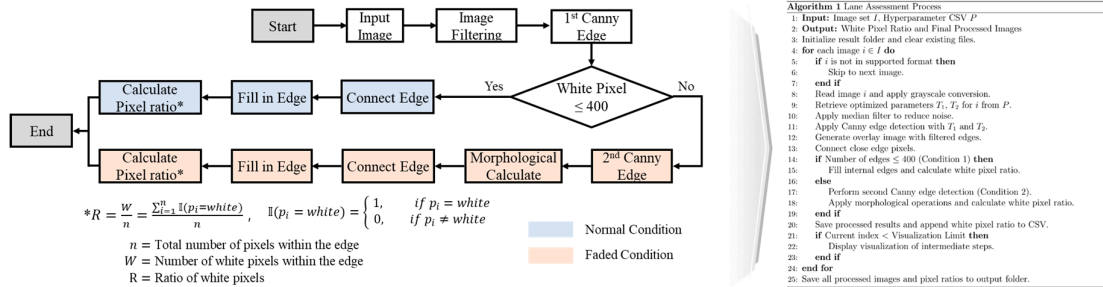 Start
Input
Image
Image
Filtering
1st Canny
Edge
White Pixel
≤ 400
Yes
No
Calculate
Pixel ratio*
Fill in Edge
Connect Edge
End
Calculate
Pixel ratio*
Fill in Edge
Connect Edge
Morphological
Calculate
2nd Canny
Edge
*R = W/n = ∑ⁿᵢ₌₁ 𝕀(pᵢ=white)/n , 𝕀(pᵢ = white) = { 1, if pᵢ = white
0, if pᵢ ≠ white
n = Total number of pixels within the edge
W = Number of white pixels within the edge
R = Ratio of white pixels
Normal Condition
Faded Condition
Algorithm 1 Lane Assessment Process
1: Input: Image set I, Hyperparameter CSV P
2: Output: White Pixel Ratio and Final Processed Images
3: Initialize result folder and clear existing files.
4: for each image i ∈ I do
5: if i is not in supported format then
6: Skip to next image.
7: end if
8: Read image i and apply grayscale conversion.
9: Retrieve optimized parameters T₁, T₂ for i from P.
10: Apply median filter to reduce noise.
11: Apply Canny edge detection with T₁ and T₂.
12: Generate overlay image with filtered edges.
13: Connect close edge pixels.
14: if Number of edges ≤ 400 (Condition 1) then
15: Fill internal edges and calculate white pixel ratio.
16: else
17: Perform second Canny edge detection (Condition 2).
18: Apply morphological operations and calculate white pixel ratio.
19: end if
20: Save processed results and append white pixel ratio to CSV.
21: if Current index < Visualization Limit then
22: Display visualization of intermediate steps.
23: end if
24: end for
25: Save all processed images and pixel ratios to output folder.